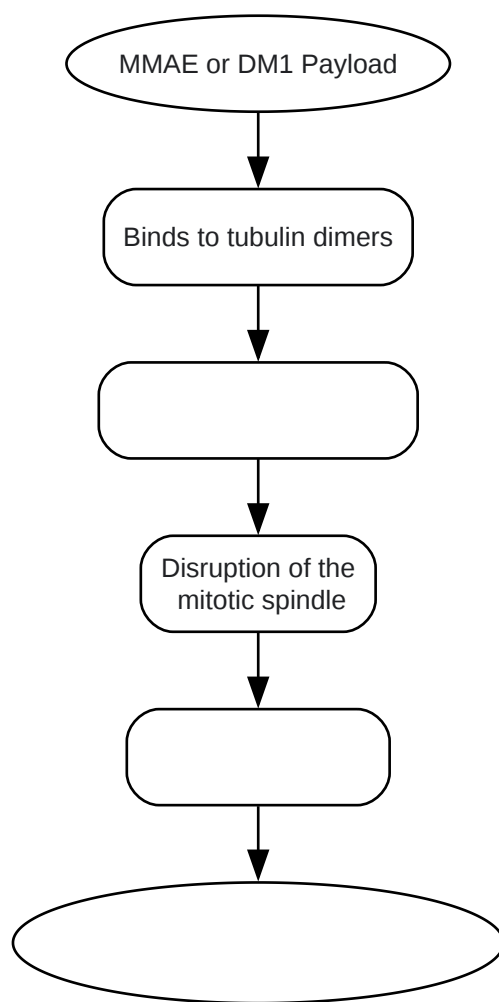 MMAE or DM1 Payload
Binds to tubulin dimers
Disruption of the
mitotic spindle